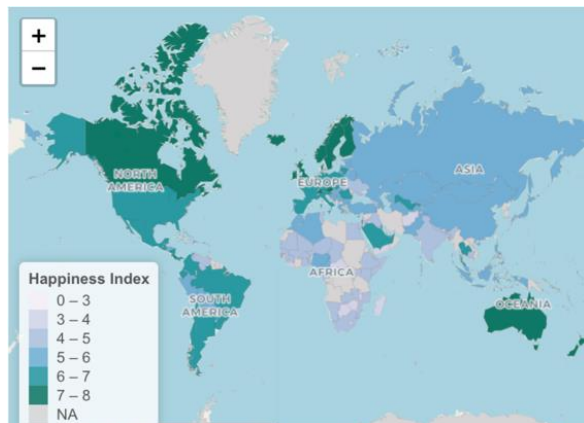 +
−
NORTH
AMERICA
EUROPE
ASIA
AFRICA
SOUTH
AMERICA
OCEANIA
Happiness Index
0 – 3
3 – 4
4 – 5
5 – 6
6 – 7
7 – 8
NA